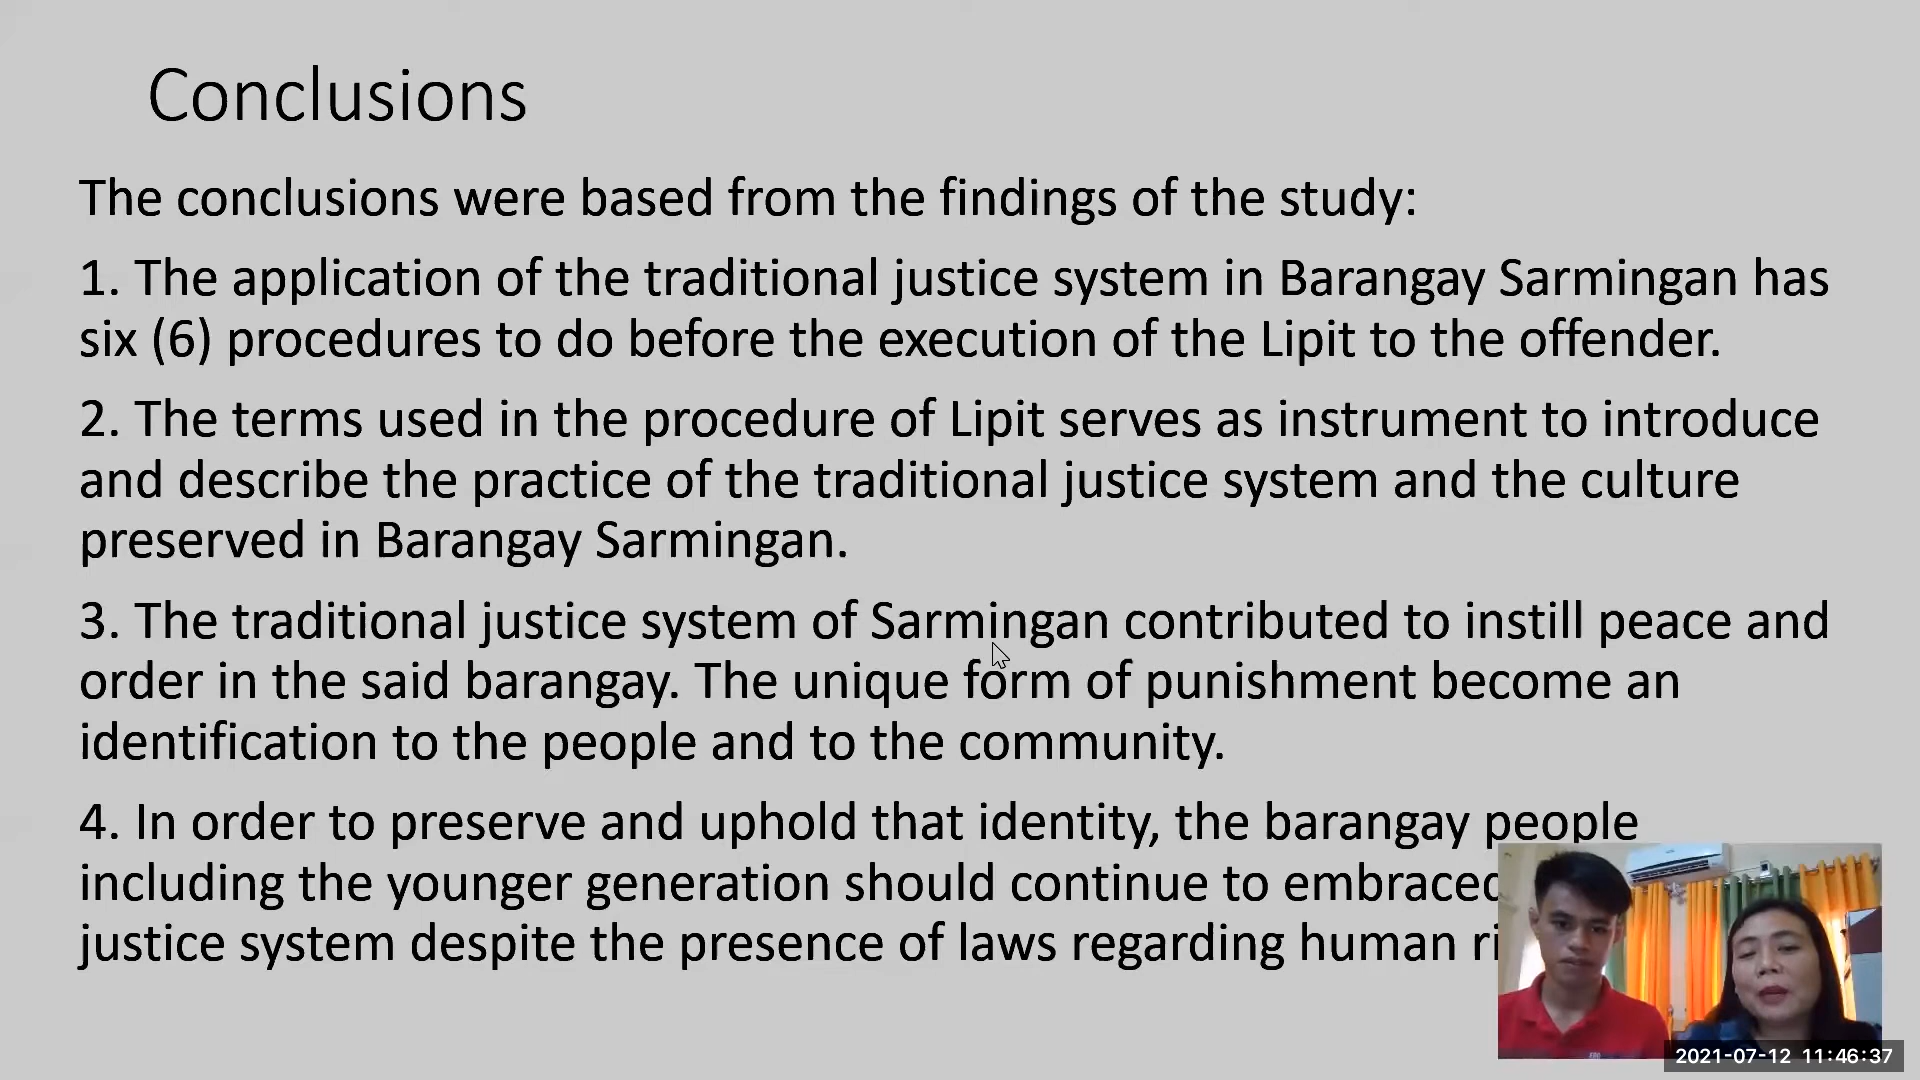 Conclusions
The conclusions were based from the findings of the study:
1. The application of the traditional justice system in Barangay Sarmingan has
six (6) procedures to do before the execution of the Lipit to the offender.
2. The terms used in the procedure of Lipit serves as instrument to introduce
and describe the practice of the traditional justice system and the culture
preserved in Barangay Sarmingan.
3. The traditional justice system of Sarmingan contributed to instill peace and
order in the said barangay. The unique form of punishment become an
identification to the people and to the community.
4. In order to preserve and uphold that identity, the barangay people
including the younger generation should continue to embraced
justice system despite the presence of laws regarding human
2021-07-12 11:46:37